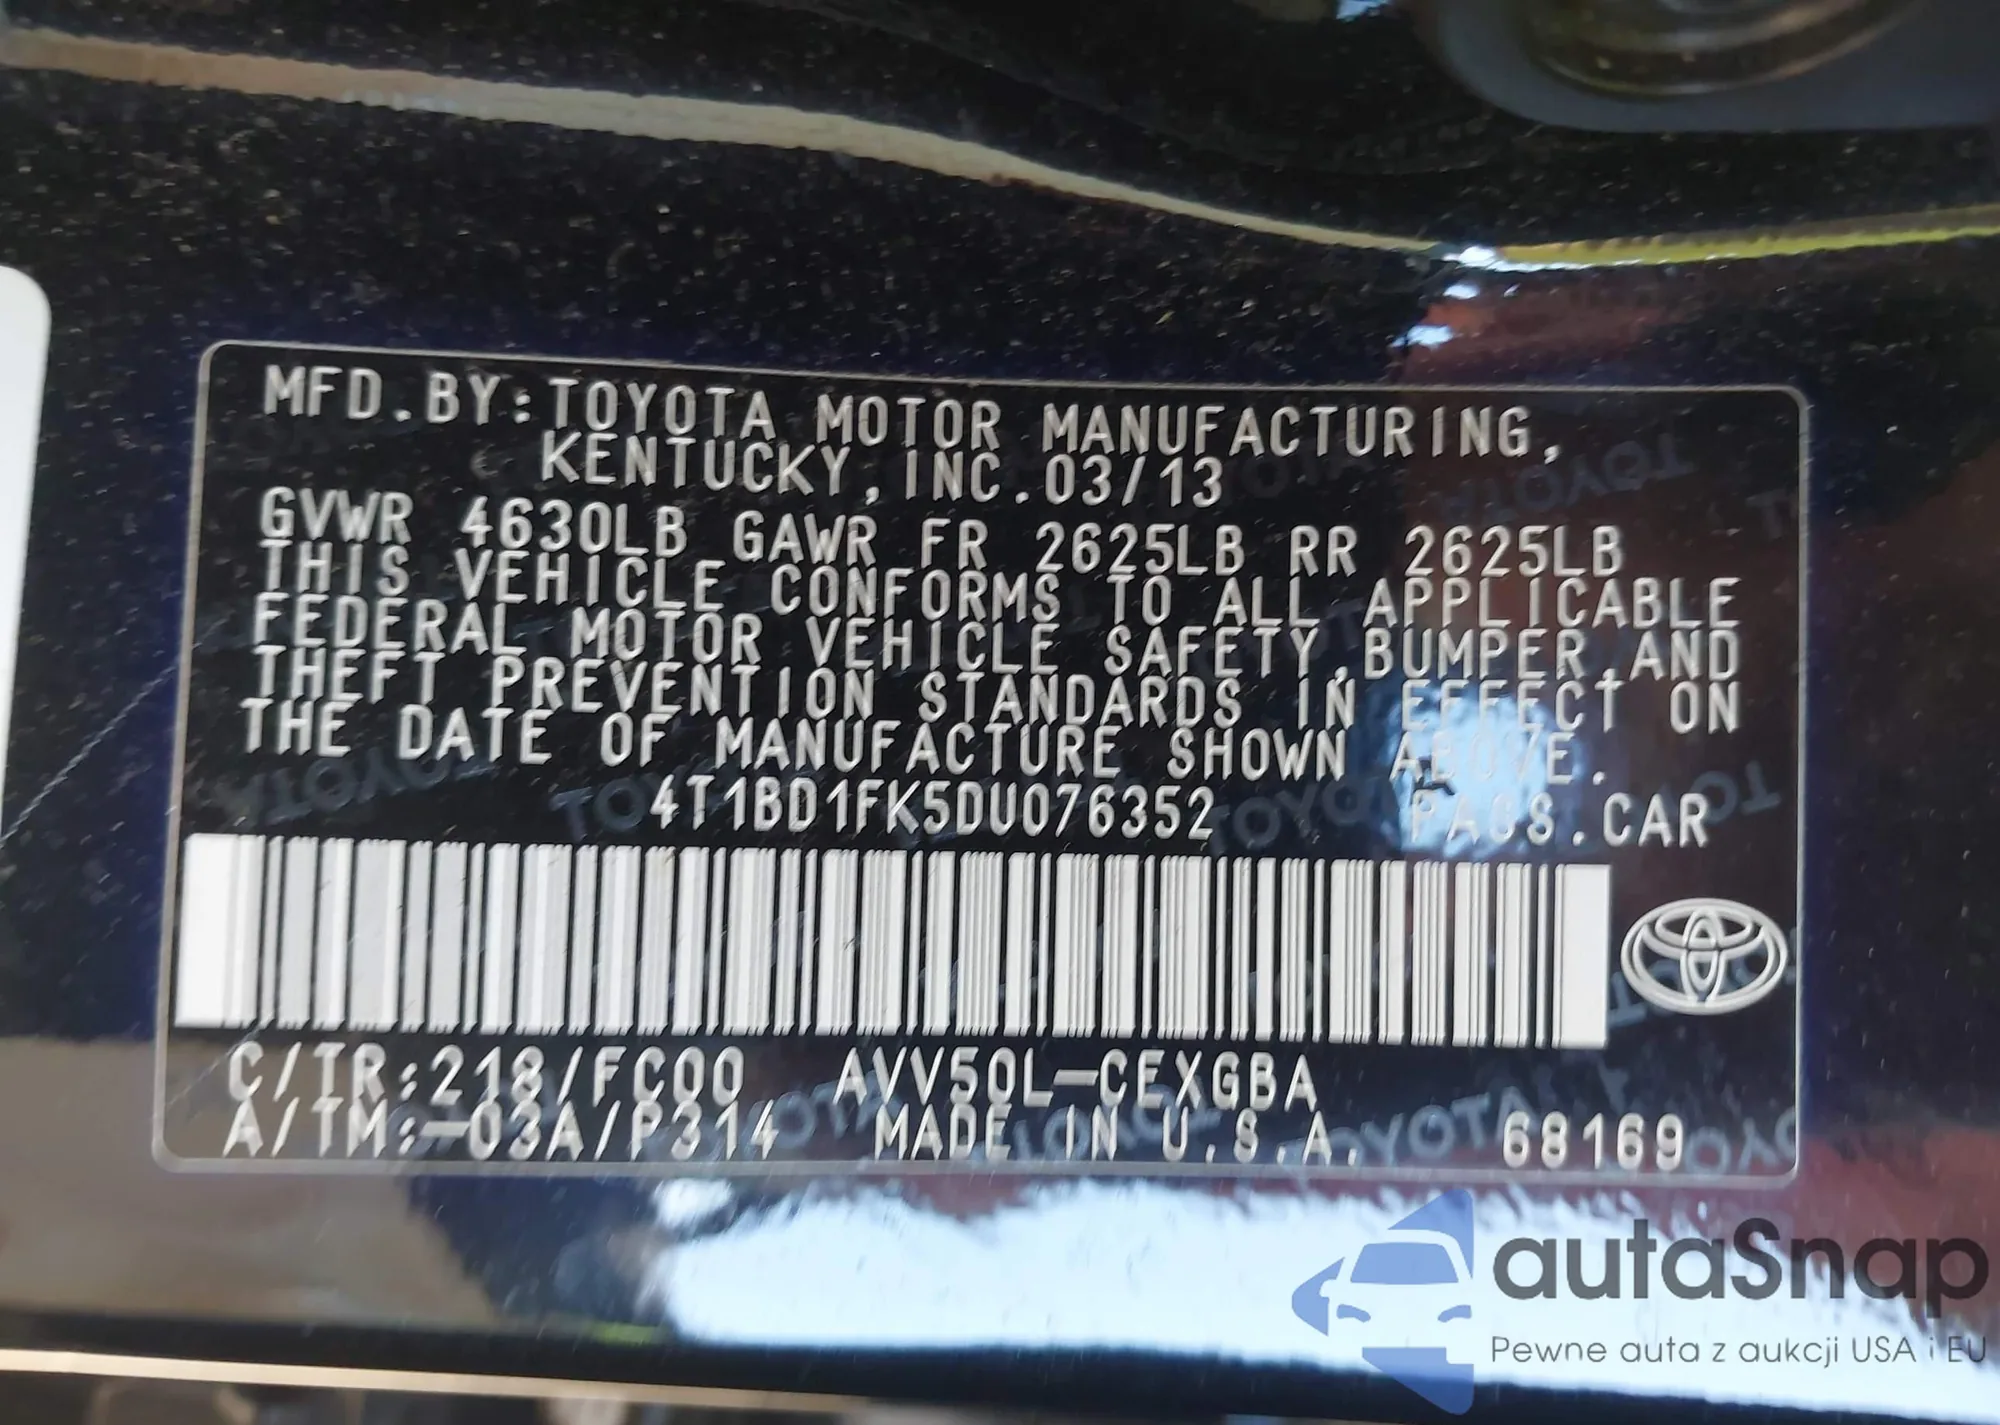 MFD.BY:TOYOTA MOTOR MANUFACTURING,
KENTUCKY,INC.03/13
GVWR 4630LB GAWR FR 2625LB RR 2625LB
THIS VEHICLE CONFORMS TO ALL APPLICABLE
FEDERAL MOTOR VEHICLE SAFETY,BUMPER,AND
THEFT PREVENTION STANDARDS IN EFFECT ON
THE DATE OF MANUFACTURE SHOWN ABOVE.
4T1BD1FK5DU076352 PASS.CAR
C/TR:218/FC00 AVV50L-CEXGBA
A/TM:-03A/P314 MADE IN U.S.A. 68169
autaSnap
Pewne auta z aukcji USA i EU